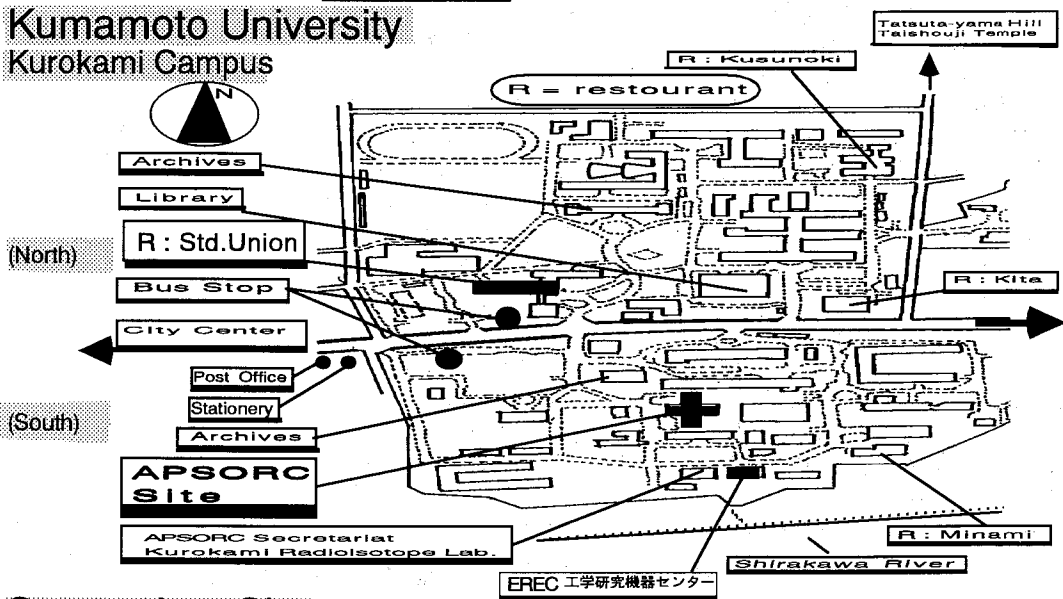 Kumamoto University
Kurokami Campus
N
R = restourant
R : Kusunoki
Tatsuta-yama Hill
Taishouji Temple
Archives
Library
R : Std.Union
(North)
Bus Stop
R : Kita
City Center
Post Office
Stationery
(South)
Archives
APSORC
Site
APSORC Secretariat
Kurokami Radioisotope Lab.
R : Minami
Shirakawa River
EREC 工学研究機器センター